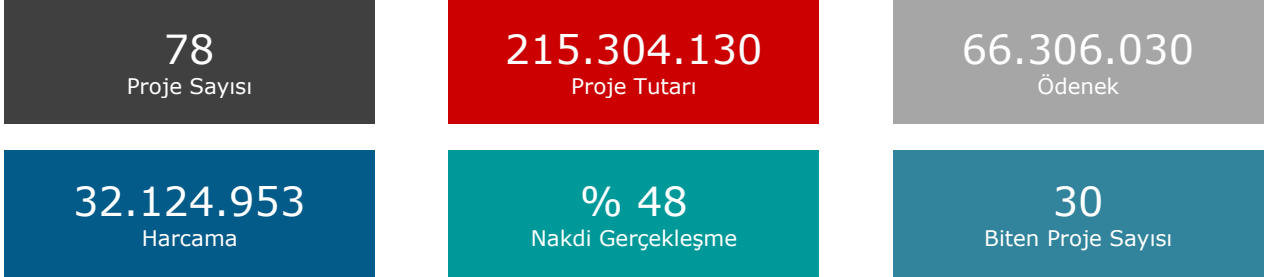 78
Proje Sayısı
215.304.130
Proje Tutarı
66.306.030
Ödenek
32.124.953
Harcama
% 48
Nakdi Gerçekleşme
30
Biten Proje Sayısı